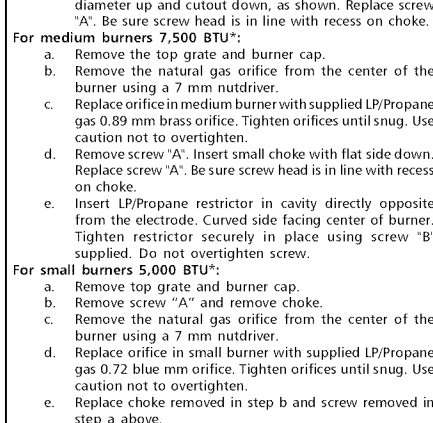 diameter up and cutout down, as shown. Replace screw
"A". Be sure screw head is in line with recess on choke.
For medium burners 7,500 BTU*:
a. Remove the top grate and burner cap.
b. Remove the natural gas orifice from the center of the
burner using a 7 mm nutdriver.
c. Replace orifice in medium burner with supplied LP/Propane
gas 0.89 mm brass orifice. Tighten orifices until snug. Use
caution not to overtighten.
d. Remove screw "A". Insert small choke with flat side down.
Replace screw "A". Be sure screw head is in line with recess
on choke.
e. Insert LP/Propane restrictor in cavity directly opposite
from the electrode. Curved side facing center of burner.
Tighten restrictor securely in place using screw "B"
supplied. Do not overtighten screw.
For small burners 5,000 BTU*:
a. Remove top grate and burner cap.
b. Remove screw “A” and remove choke.
c. Remove the natural gas orifice from the center of the
burner using a 7 mm nutdriver.
d. Replace orifice in small burner with supplied LP/Propane
gas 0.72 blue mm orifice. Tighten orifices until snug. Use
caution not to overtighten.
e. Replace choke removed in step b and screw removed in
step a above.